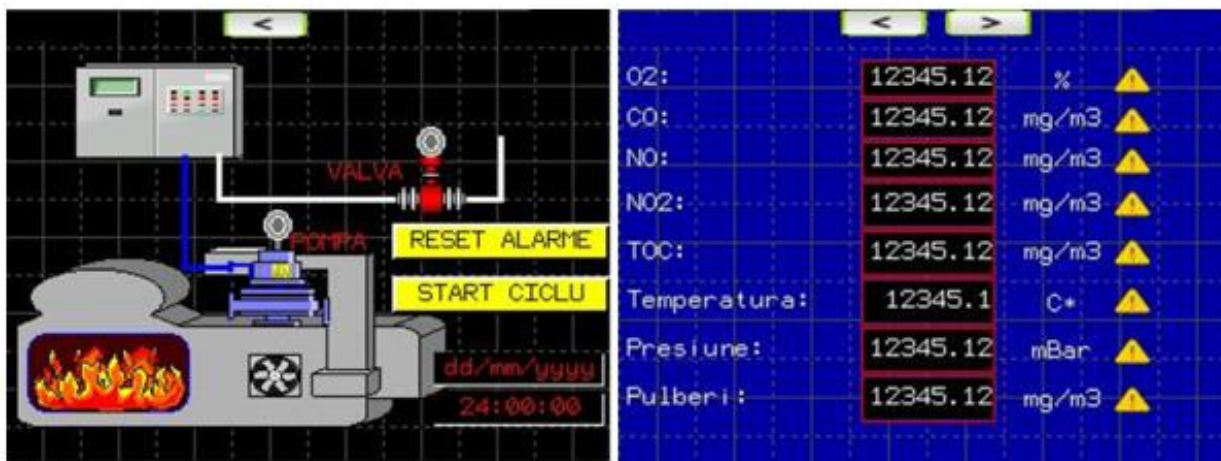 <
VALVA
POMPA
RESET ALARME
START CICLU
dd/mm/yyyy
24:00:00
< >
O2: 12345.12 %
CO: 12345.12 mg/m3
NO: 12345.12 mg/m3
NO2: 12345.12 mg/m3
TOC: 12345.12 mg/m3
Temperatura: 12345.1 C*
Presiune: 12345.12 mBar
Pulberi: 12345.12 mg/m3